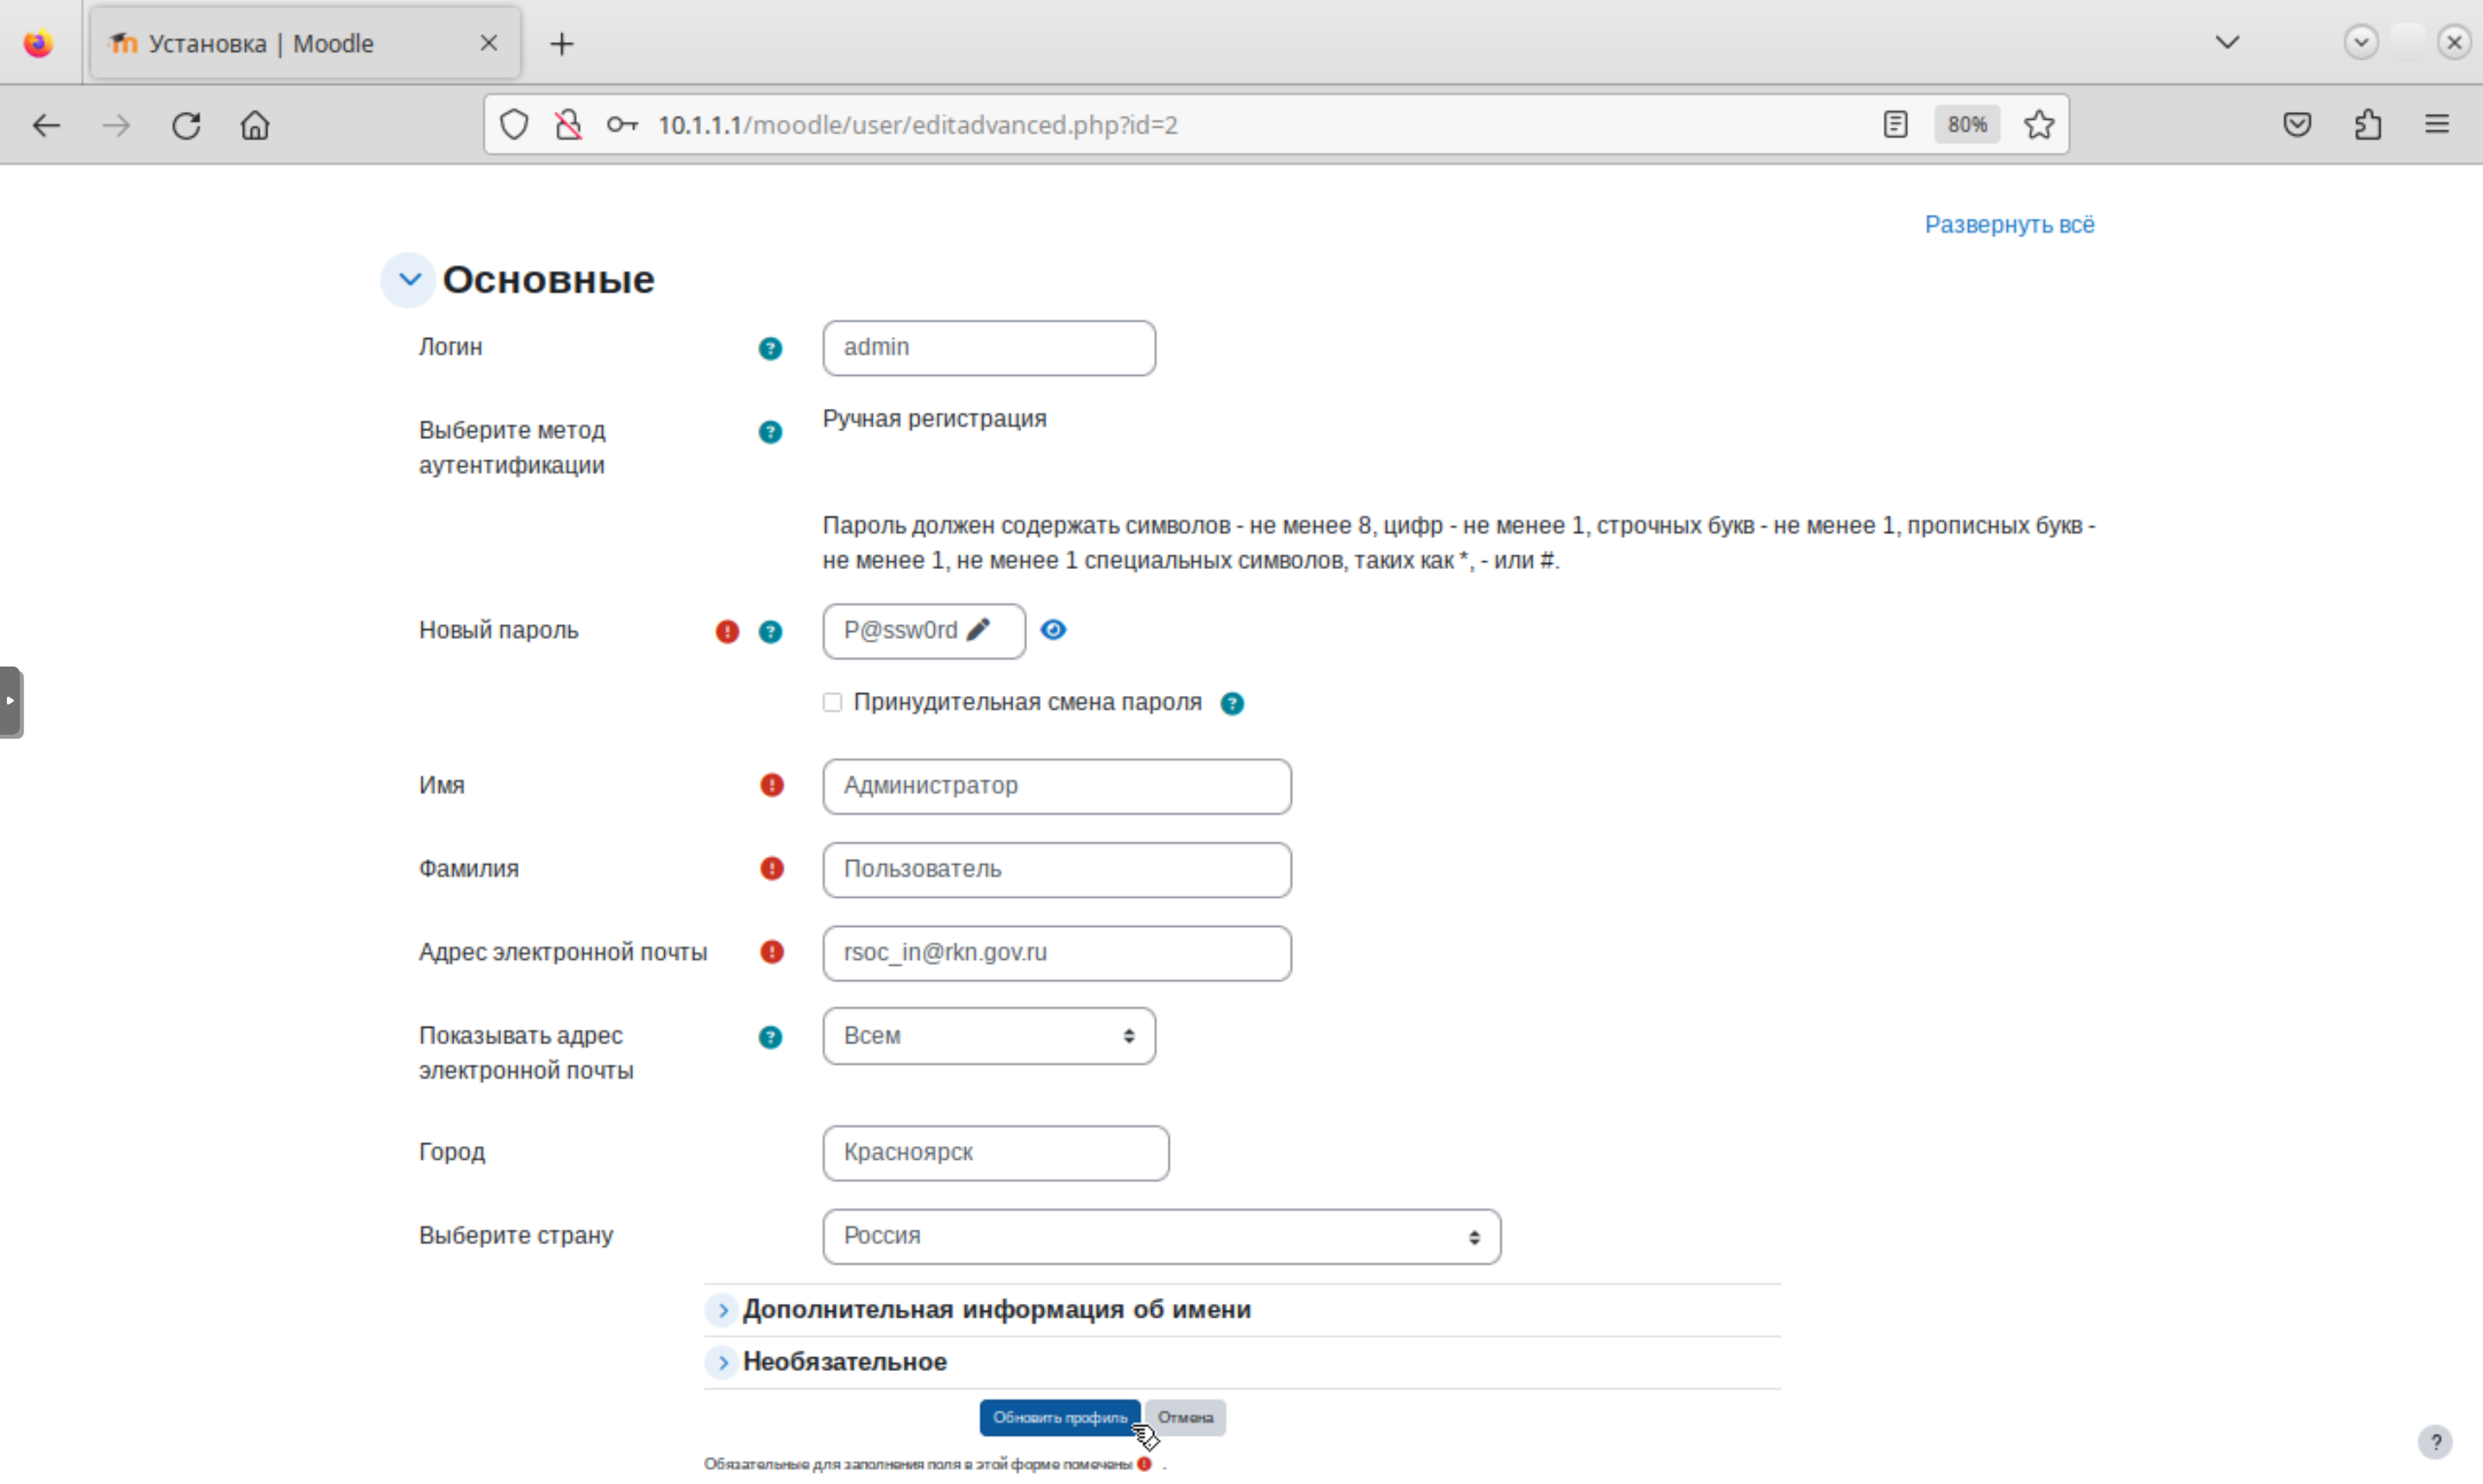 Установка | Moodle
10.1.1.1/moodle/user/editadvanced.php?id=2
80%
Развернуть всё
Основные
Логин
admin
Выберите метод аутентификации
Ручная регистрация
Пароль должен содержать символов - не менее 8, цифр - не менее 1, строчных букв - не менее 1, прописных букв -
не менее 1, не менее 1 специальных символов, таких как *, - или #.
Новый пароль
P@ssw0rd
Принудительная смена пароля
Имя
Администратор
Фамилия
Пользователь
Адрес электронной почты
rsoc_in@rkn.gov.ru
Показывать адрес
электронной почты
Всем
Город
Красноярск
Выберите страну
Россия
Дополнительная информация об имени
Необязательное
Обновить профиль
Отмена
Обязательные для заполнения поля в этой форме помечены .